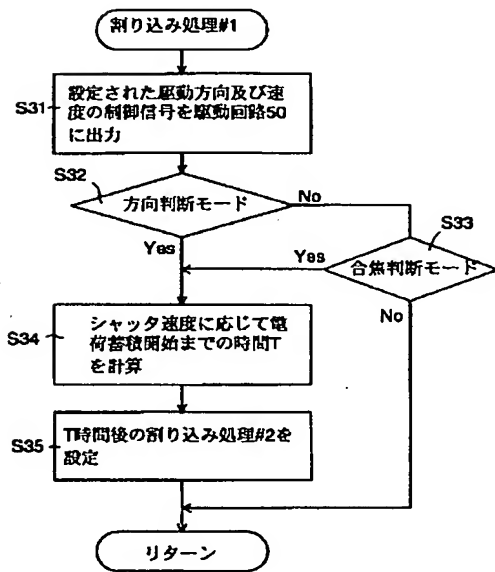 割り込み処理#1
S31
設定された駆動方向及び速
度の制御信号を駆動回路50
に出力
S32
方向判断モード
No
S33
Yes
Yes
合焦判断モード
No
S34
シャッタ速度に応じて電
荷蓄積開始までの時間T
を計算
S35
T時間後の割り込み処理#2を
設定
リターン